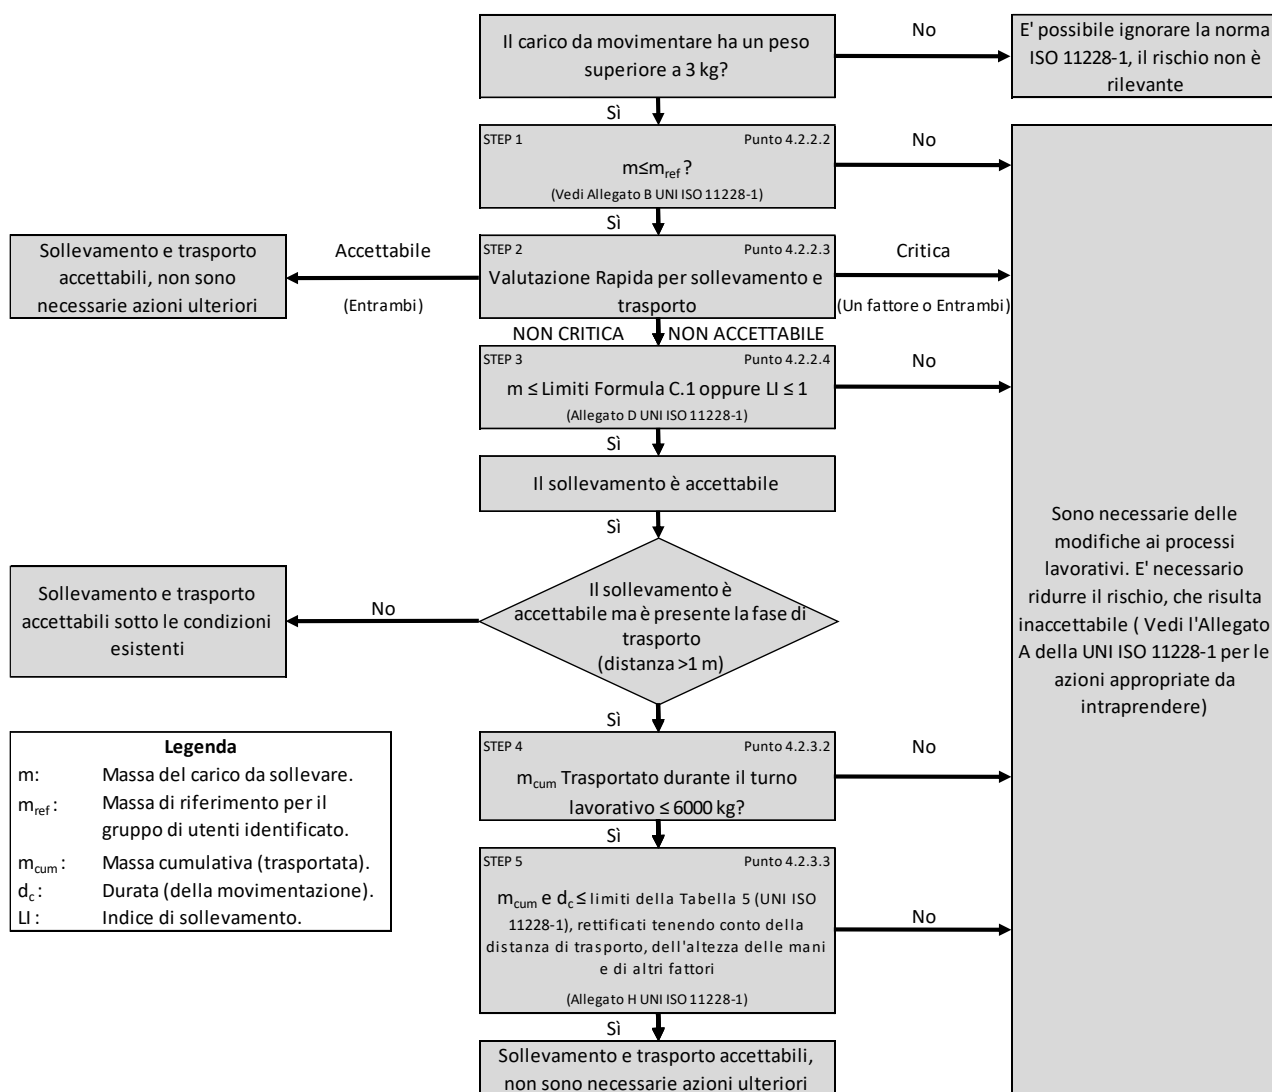 Il carico da movimentare ha un peso
superiore a 3 kg?
No
E' possibile ignorare la norma
ISO 11228-1, il rischio non è
rilevante
Sì
STEP 1 Punto 4.2.2.2
m≤mref ?
(Vedi Allegato B UNI ISO 11228-1)
No
Sì
Sollevamento e trasporto
accettabili, non sono
necessarie azioni ulteriori
Accettabile
(Entrambi)
STEP 2 Punto 4.2.2.3
Valutazione Rapida per sollevamento e
trasporto
Critica
(Un fattore o Entrambi)
NON CRITICA NON ACCETTABILE
STEP 3 Punto 4.2.2.4
m ≤ Limiti Formula C.1 oppure LI ≤ 1
(Allegato D UNI ISO 11228-1)
No
Sì
Il sollevamento è accettabile
Sì
Sollevamento e trasporto
accettabili sotto le condizioni
esistenti
No
Il sollevamento è
accettabile ma è presente la fase di
trasporto
(distanza >1 m)
Sono necessarie delle
modifiche ai processi
lavorativi. E' necessario
ridurre il rischio, che risulta
inaccettabile ( Vedi l'Allegato
A della UNI ISO 11228-1 per le
azioni appropriate da
intraprendere)
Sì
STEP 4 Punto 4.2.3.2
mcum Trasportato durante il turno
lavorativo ≤ 6000 kg?
No
Sì
STEP 5 Punto 4.2.3.3
mcum e dc ≤ limiti della Tabella 5 (UNI ISO
11228-1), rettificati tenendo conto della
distanza di trasporto, dell'altezza delle mani
e di altri fattori
(Allegato H UNI ISO 11228-1)
No
Sì
Sollevamento e trasporto accettabili,
non sono necessarie azioni ulteriori
Legenda
m: Massa del carico da sollevare.
mref : Massa di riferimento per il
gruppo di utenti identificato.
mcum : Massa cumulativa (trasportata).
dc : Durata (della movimentazione).
LI : Indice di sollevamento.